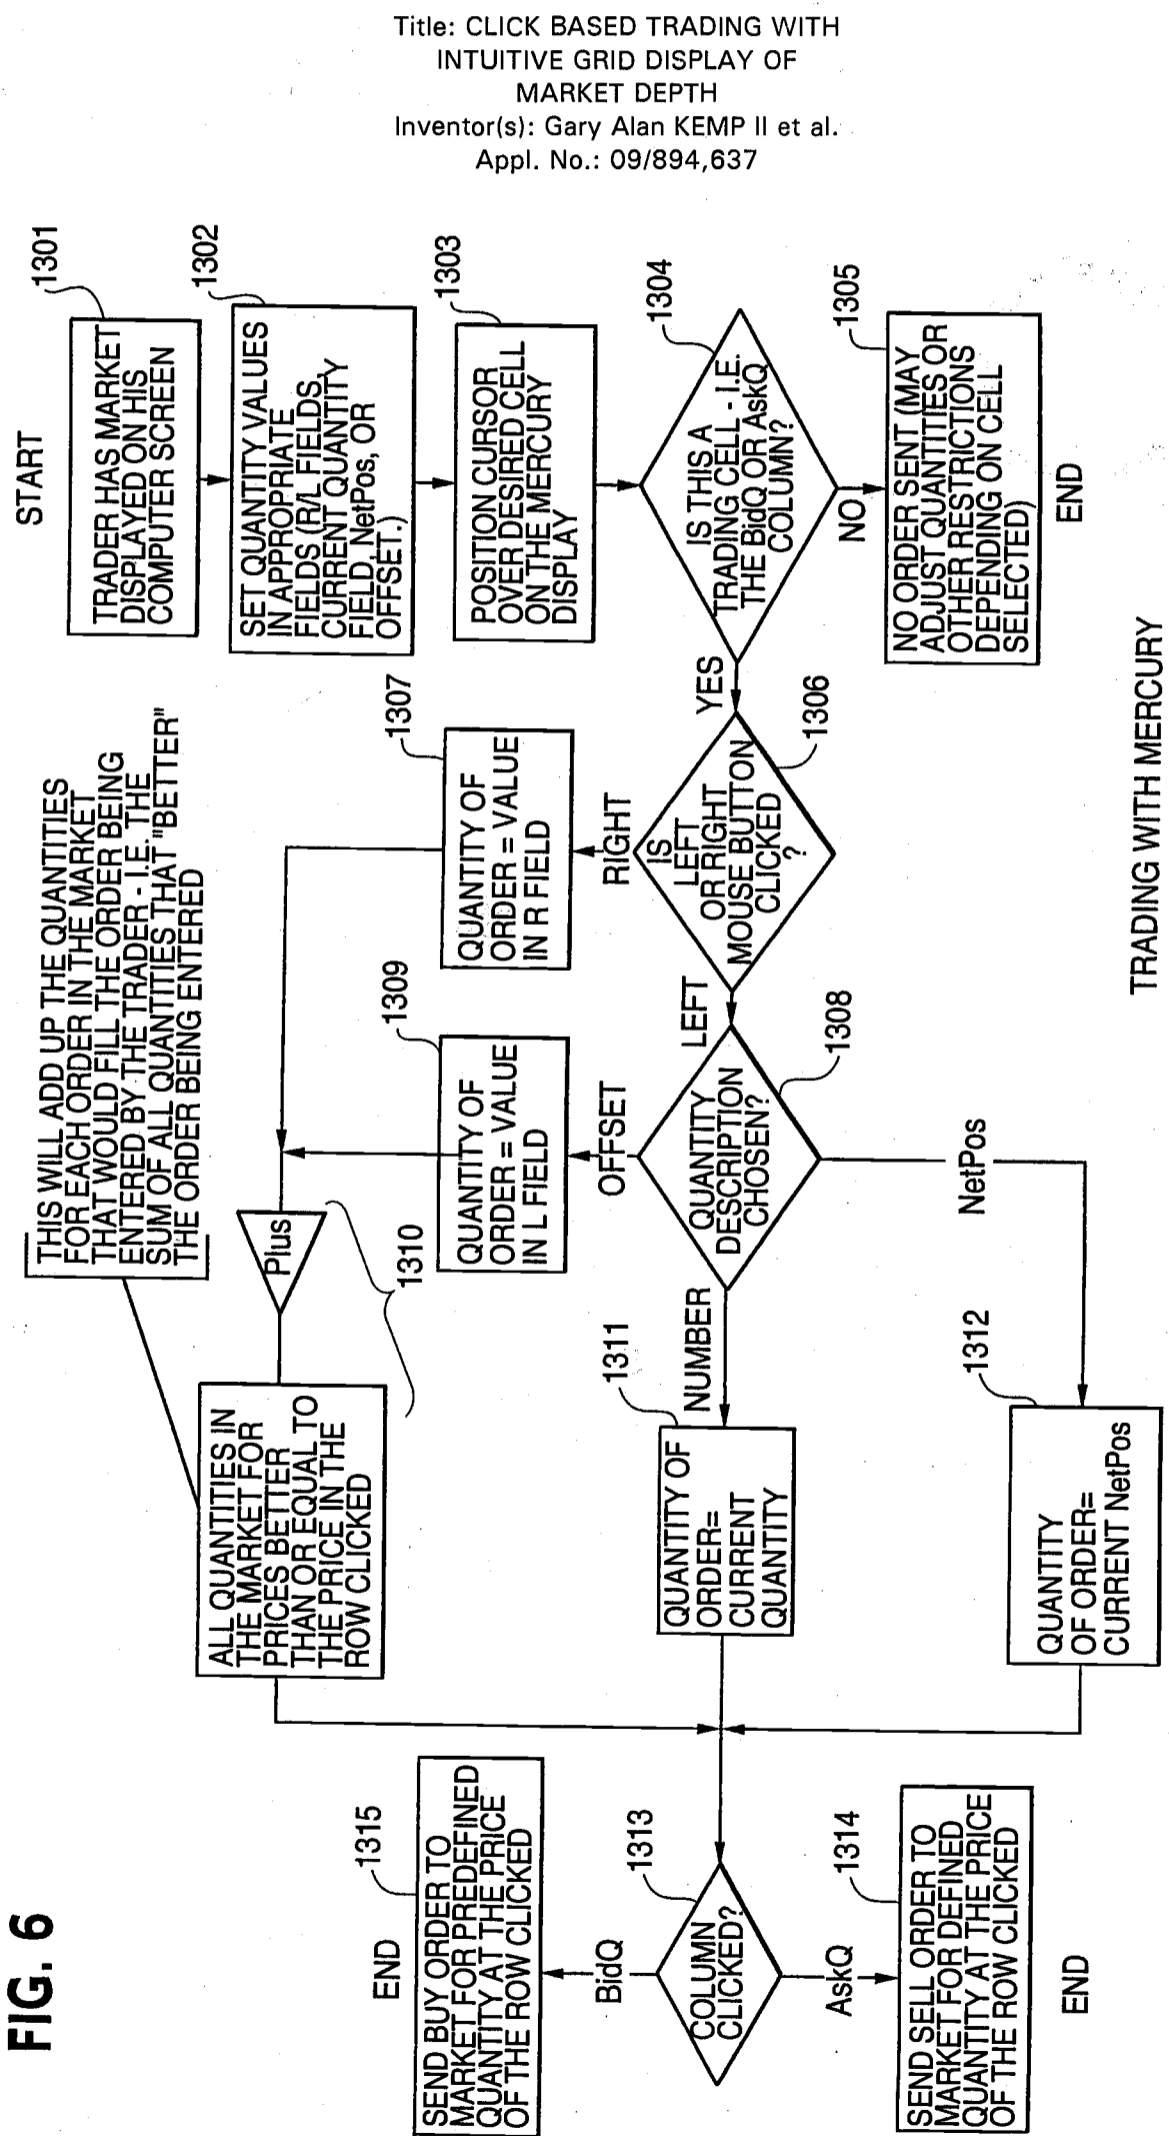 Title: CLICK BASED TRADING WITH
INTUITIVE GRID DISPLAY OF
MARKET DEPTH
Inventor(s): Gary Alan KEMP II et al.
Appl. No.: 09/894,637
FIG. 6
START
1301
TRADER HAS MARKET
DISPLAYED ON HIS
COMPUTER SCREEN
1302
SET QUANTITY VALUES
IN APPROPRIATE
FIELDS (R/L FIELDS,
CURRENT QUANTITY
FIELD, NetPos, OR
OFFSET.)
1303
POSITION CURSOR
OVER DESIRED CELL
ON THE MERCURY
DISPLAY
1304
IS THIS A
TRADING CELL - I.E.
THE BidQ OR AskQ
COLUMN?
NO
1305
NO ORDER SENT (MAY
ADJUST QUANTITIES OR
OTHER RESTRICTIONS
DEPENDING ON CELL
SELECTED)
END
YES
1306
IS
LEFT
OR RIGHT
MOUSE BUTTON
CLICKED
?
RIGHT
1307
QUANTITY OF
ORDER = VALUE
IN R FIELD
LEFT
1308
QUANTITY
DESCRIPTION
CHOSEN?
OFFSET
1309
QUANTITY OF
ORDER = VALUE
IN L FIELD
Plus
1310
THIS WILL ADD UP THE QUANTITIES
FOR EACH ORDER IN THE MARKET
THAT WOULD FILL THE ORDER BEING
ENTERED BY THE TRADER - I.E. THE
SUM OF ALL QUANTITIES THAT "BETTER"
THE ORDER BEING ENTERED
ALL QUANTITIES IN
THE MARKET FOR
PRICES BETTER
THAN OR EQUAL TO
THE PRICE IN THE
ROW CLICKED
NUMBER
1311
QUANTITY OF
ORDER=
CURRENT
QUANTITY
NetPos
1312
QUANTITY
OF ORDER=
CURRENT NetPos
1313
COLUMN
CLICKED?
BidQ
1315
SEND BUY ORDER TO
MARKET FOR PREDEFINED
QUANTITY AT THE PRICE
OF THE ROW CLICKED
END
AskQ
1314
SEND SELL ORDER TO
MARKET FOR DEFINED
QUANTITY AT THE PRICE
OF THE ROW CLICKED
END
TRADING WITH MERCURY